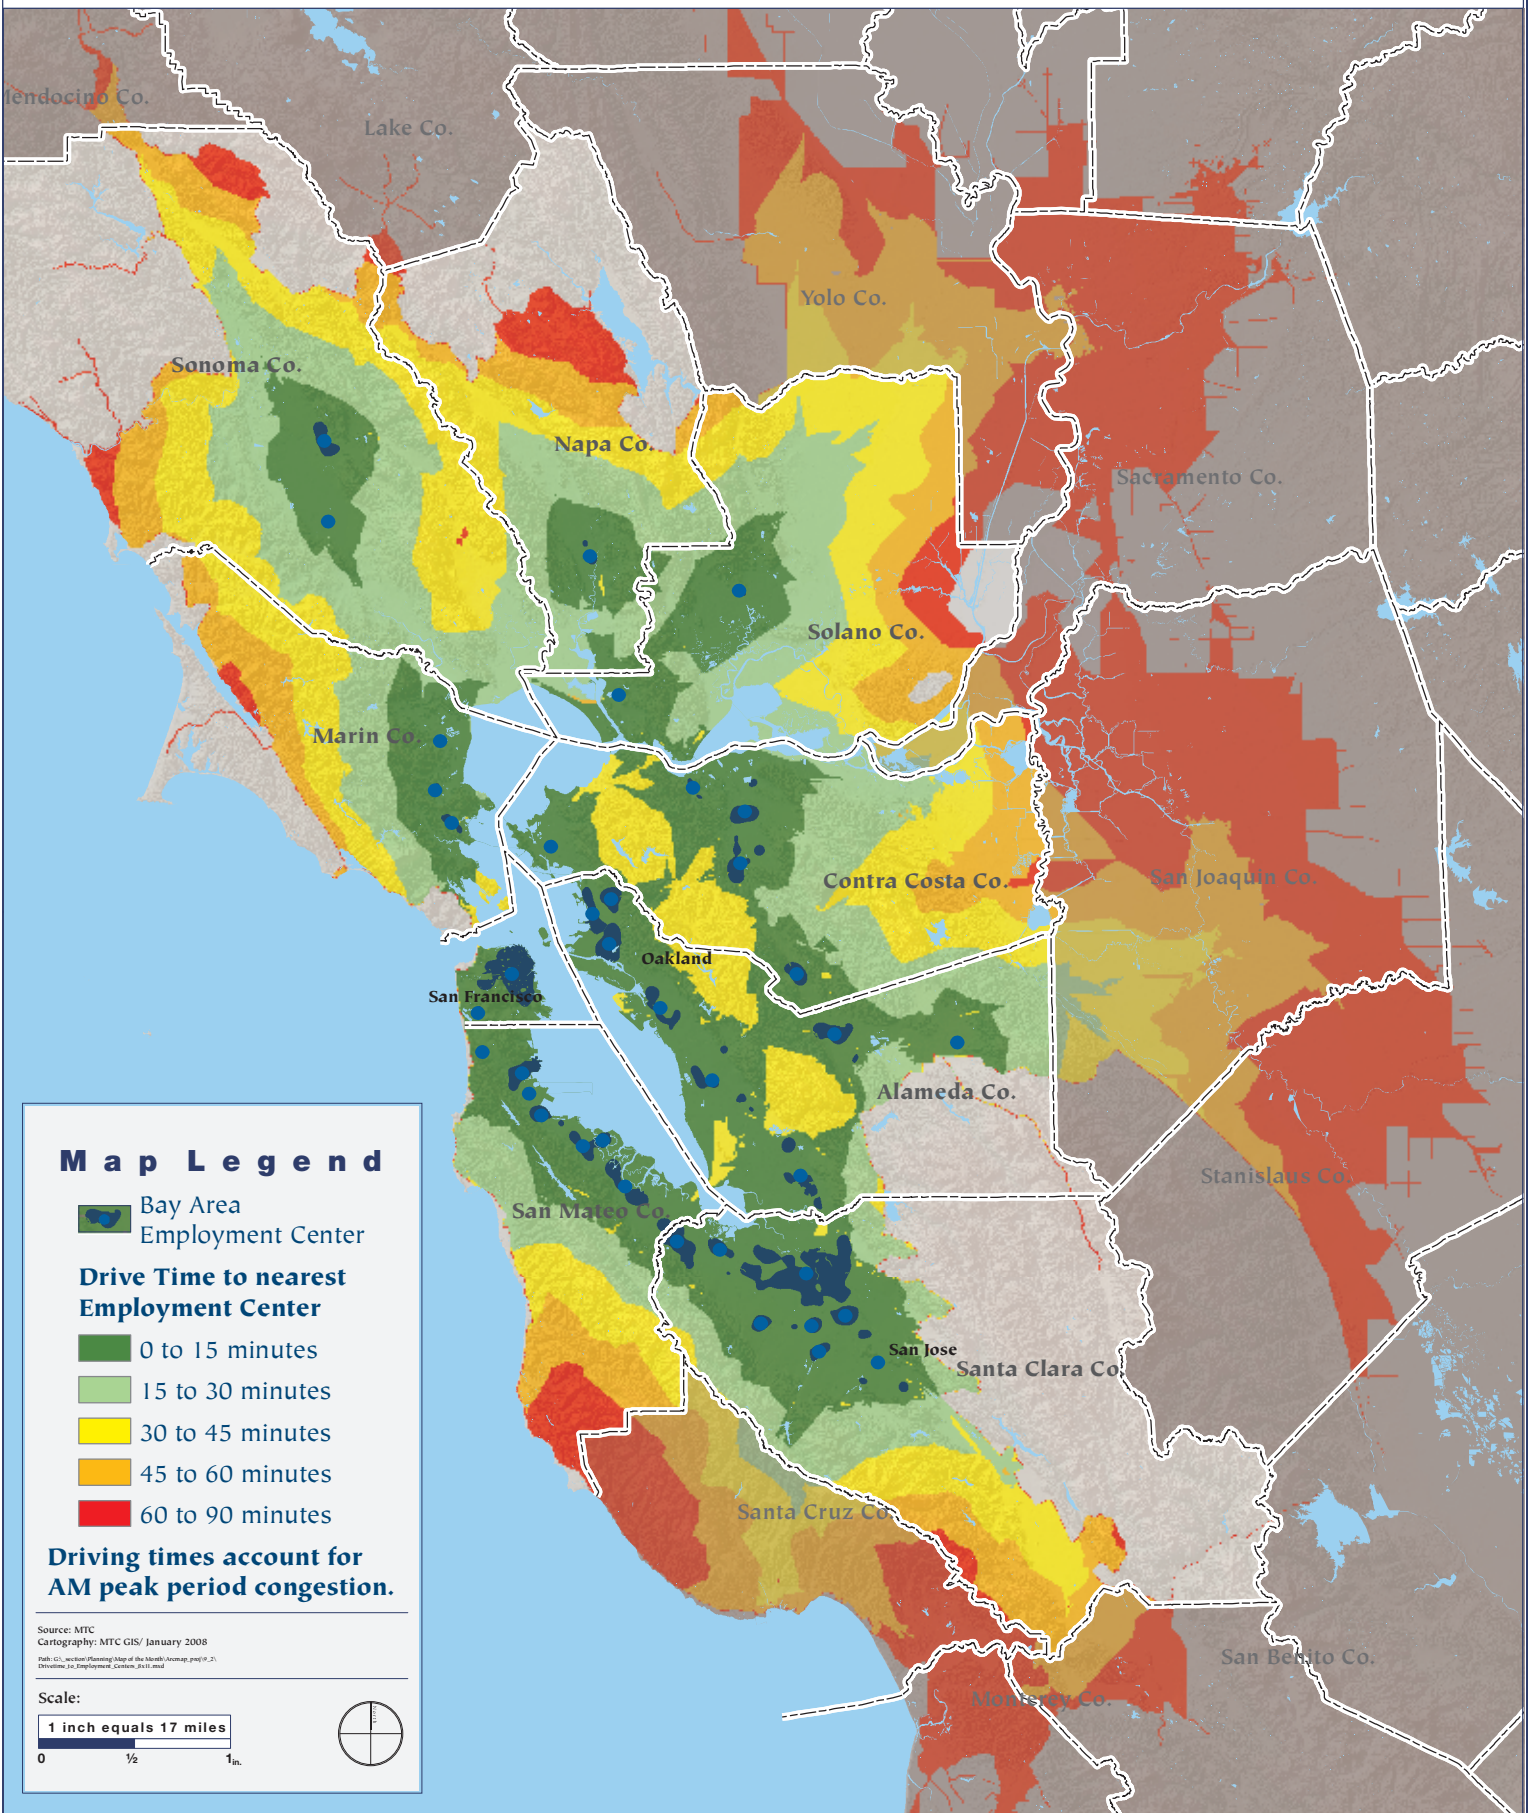 Mendocino Co.
Lake Co.
Yolo Co.
Sonoma Co.
Napa Co.
Sacramento Co.
Solano Co.
Marin Co.
Contra Costa Co.
San Joaquin Co.
Oakland
San Francisco
Alameda Co.
Stanislaus Co.
San Mateo Co.
San Jose
Santa Clara Co.
Santa Cruz Co.
San Benito Co.
Monterey Co.
Map Legend
Bay Area
Employment Center
Drive Time to nearest
Employment Center
0 to 15 minutes
15 to 30 minutes
30 to 45 minutes
45 to 60 minutes
60 to 90 minutes
Driving times account for
AM peak period congestion.
Source: MTC
Cartography: MTC GIS/ January 2008
Scale:
1 inch equals 17 miles
0 ½ 1in.